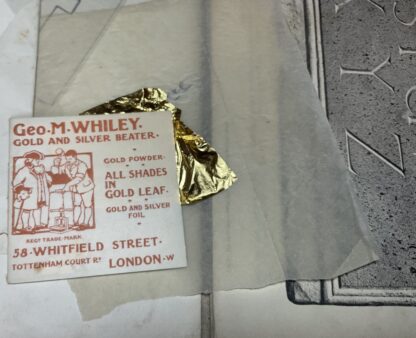 Geo·M·WHILEY.
GOLD AND SILVER BEATER.
GOLD POWDER.
ALL SHADES
IN
GOLD LEAF.
GOLD AND SILVER
FOIL
REGD TRADE·MARK
58·WHITFIELD STREET·
TOTTENHAM COURT RD LONDON·W
X Y Z